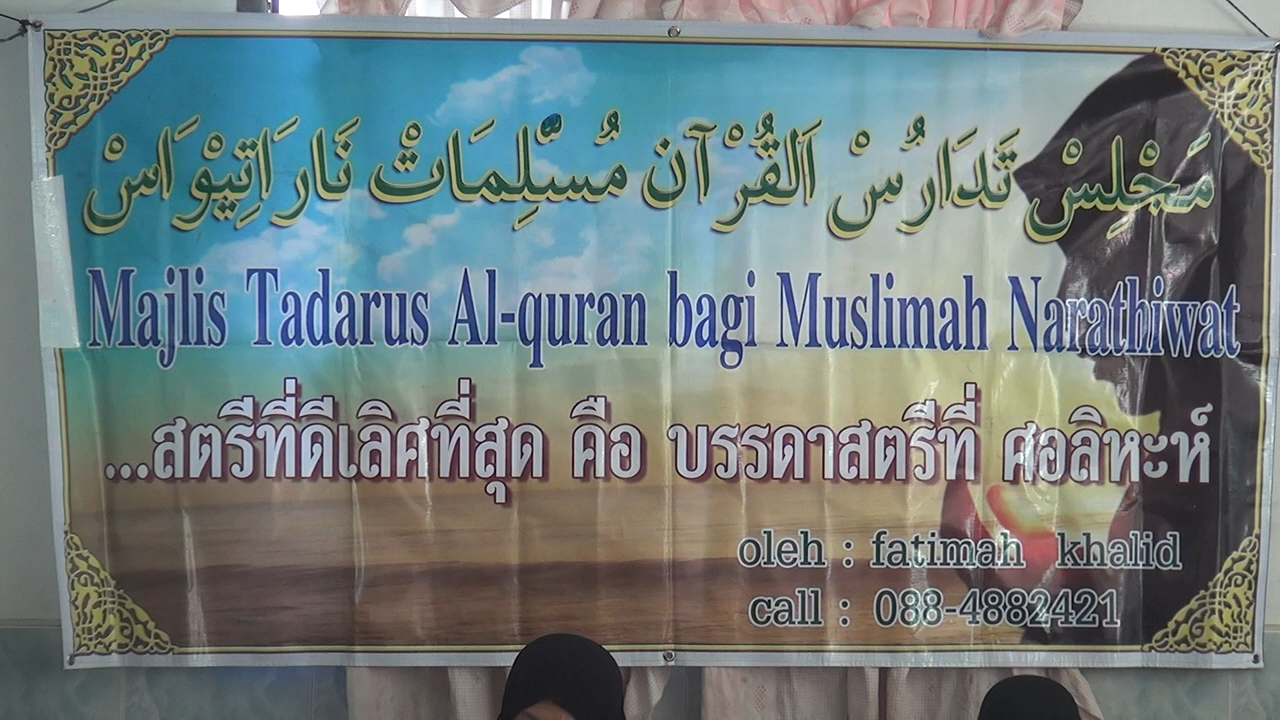 مَجْلِسْ تَدَارُسْ اَلقُرْآن مُسْلِمَاتْ نَارَاتِيْوَاسْ
Majlis Tadarus Al-quran bagi Muslimah Narathiwat
...สตรีที่ดีเลิศที่สุด คือ บรรดาสตรีที่ ศอลิหะห์
oleh : fatimah khalid
call : 088-4882421